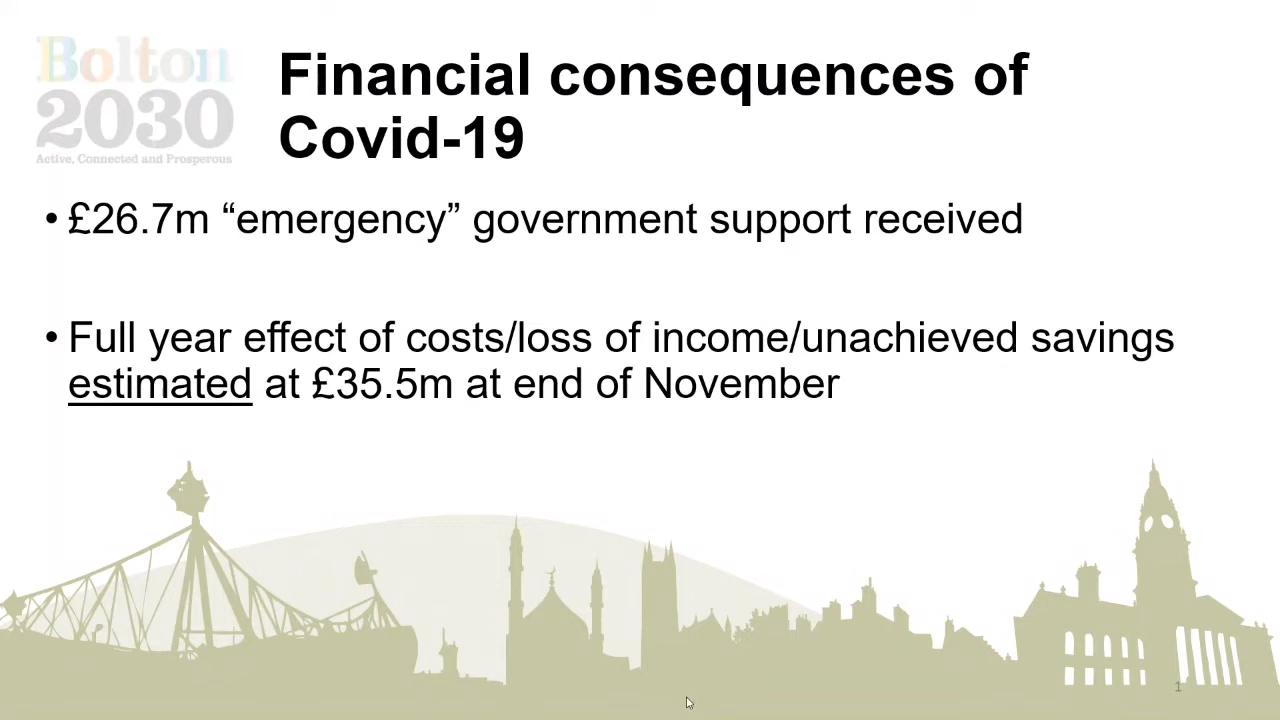 Bolton
2030
Active, Connected and Prosperous
Financial consequences of
Covid-19
• £26.7m “emergency” government support received
• Full year effect of costs/loss of income/unachieved savings
estimated at £35.5m at end of November
1